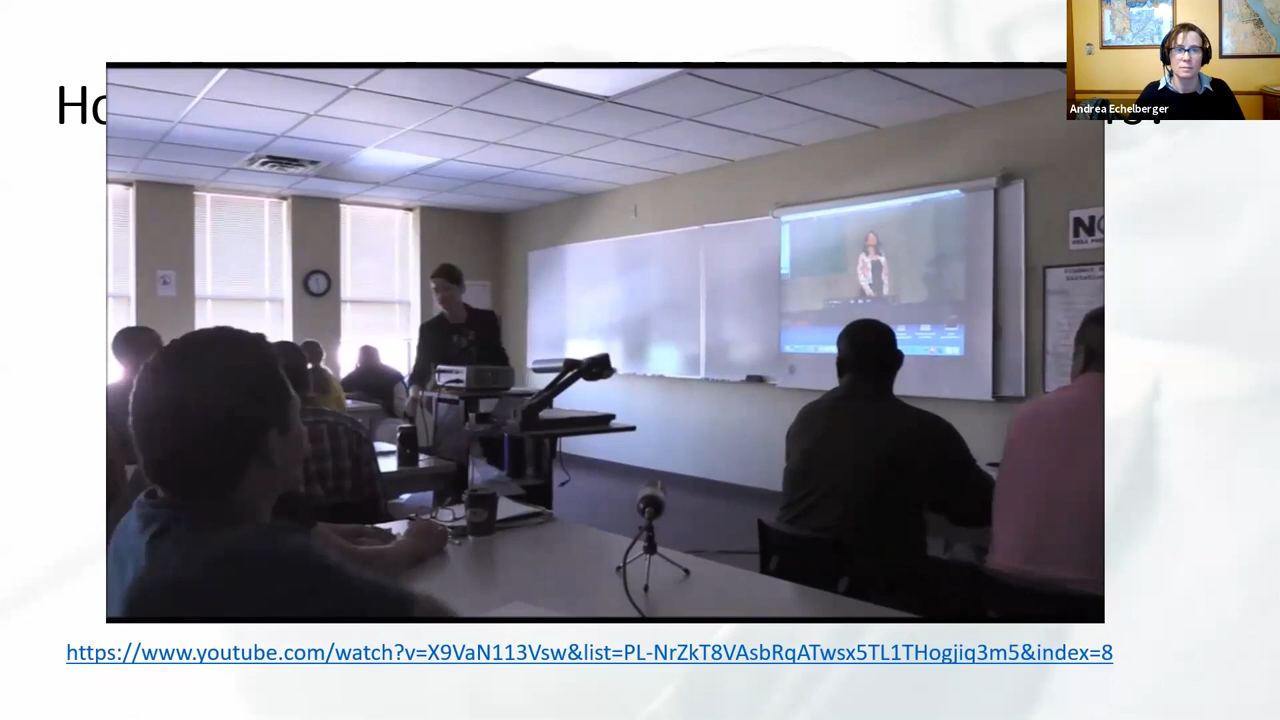 Andrea Echelberger
Ho
https://www.youtube.com/watch?v=X9VaN113Vsw&list=PL-NrZkT8VAsbRqATwsx5TL1THogjiq3m5&index=8